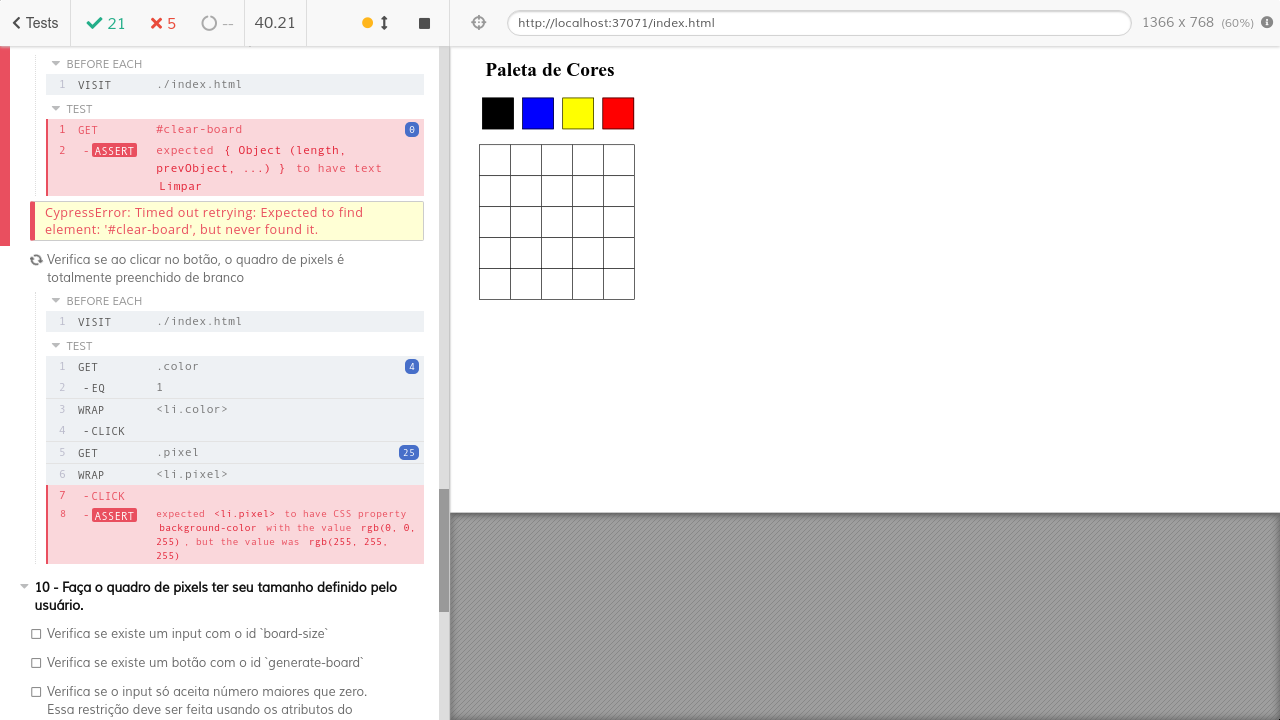 Tests
21
5
--
40.21
http://localhost:37071/index.html
1366 x 768 (60%)
BEFORE EACH
1 VISIT ./index.html
TEST
1 GET #clear-board 0
2 -ASSERT expected { Object (length,
prevObject, ...) } to have text
Limpar
CypressError: Timed out retrying: Expected to find
element: '#clear-board', but never found it.
Verifica se ao clicar no botão, o quadro de pixels é
totalmente preenchido de branco
BEFORE EACH
1 VISIT ./index.html
TEST
1 GET .color 4
2 -EQ 1
3 WRAP <li.color>
4 -CLICK
5 GET .pixel 25
6 WRAP <li.pixel>
7 -CLICK
8 -ASSERT expected <li.pixel> to have CSS property
background-color with the value rgb(0, 0,
255) , but the value was rgb(255, 255,
255)
10 - Faça o quadro de pixels ter seu tamanho definido pelo
usuário.
Verifica se existe um input com o id `board-size`
Verifica se existe um botão com o id `generate-board`
Verifica se o input só aceita número maiores que zero.
Essa restrição deve ser feita usando os atributos do
Paleta de Cores